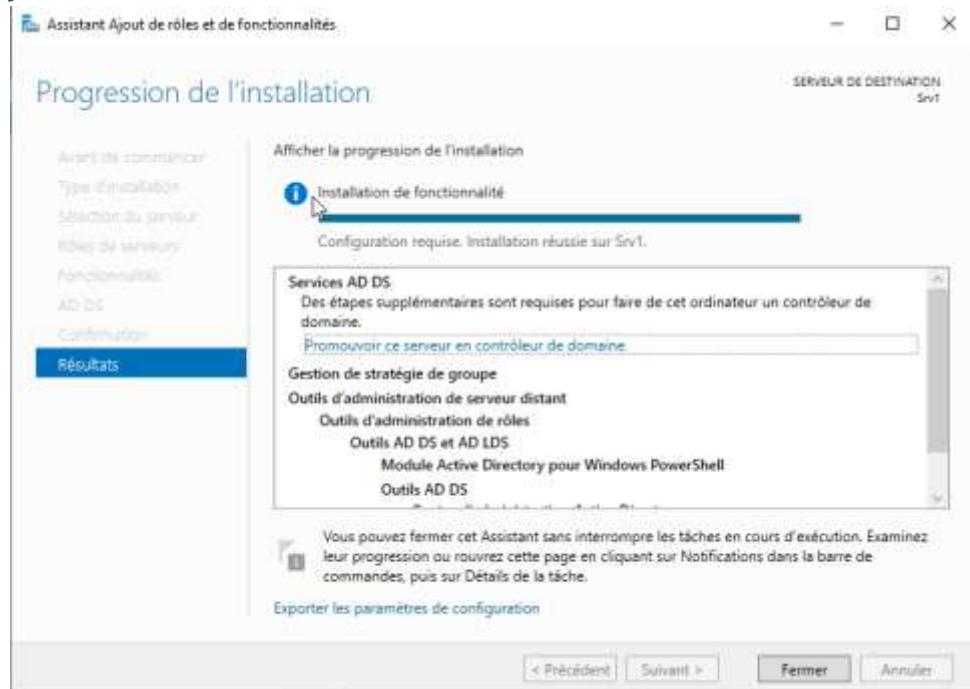 Assistant Ajout de rôles et de fonctionnalités
Progression de l'installation
SERVEUR DE DESTINATION
Srv1
Avant de commencer
Type d'installation
Sélection du serveur
Rôles de serveurs
Fonctionnalités
AD DS
Confirmation
Résultats
Afficher la progression de l'installation
Installation de fonctionnalité
Configuration requise. Installation réussie sur Srv1.
Services AD DS
Des étapes supplémentaires sont requises pour faire de cet ordinateur un contrôleur de
domaine.
Promouvoir ce serveur en contrôleur de domaine
Gestion de stratégie de groupe
Outils d'administration de serveur distant
Outils d'administration de rôles
Outils AD DS et AD LDS
Module Active Directory pour Windows PowerShell
Outils AD DS
Vous pouvez fermer cet Assistant sans interrompre les tâches en cours d'exécution. Examinez
leur progression ou rouvrez cette page en cliquant sur Notifications dans la barre de
commandes, puis sur Détails de la tâche.
Exporter les paramètres de configuration
< Précédent
Suivant >
Fermer
Annuler